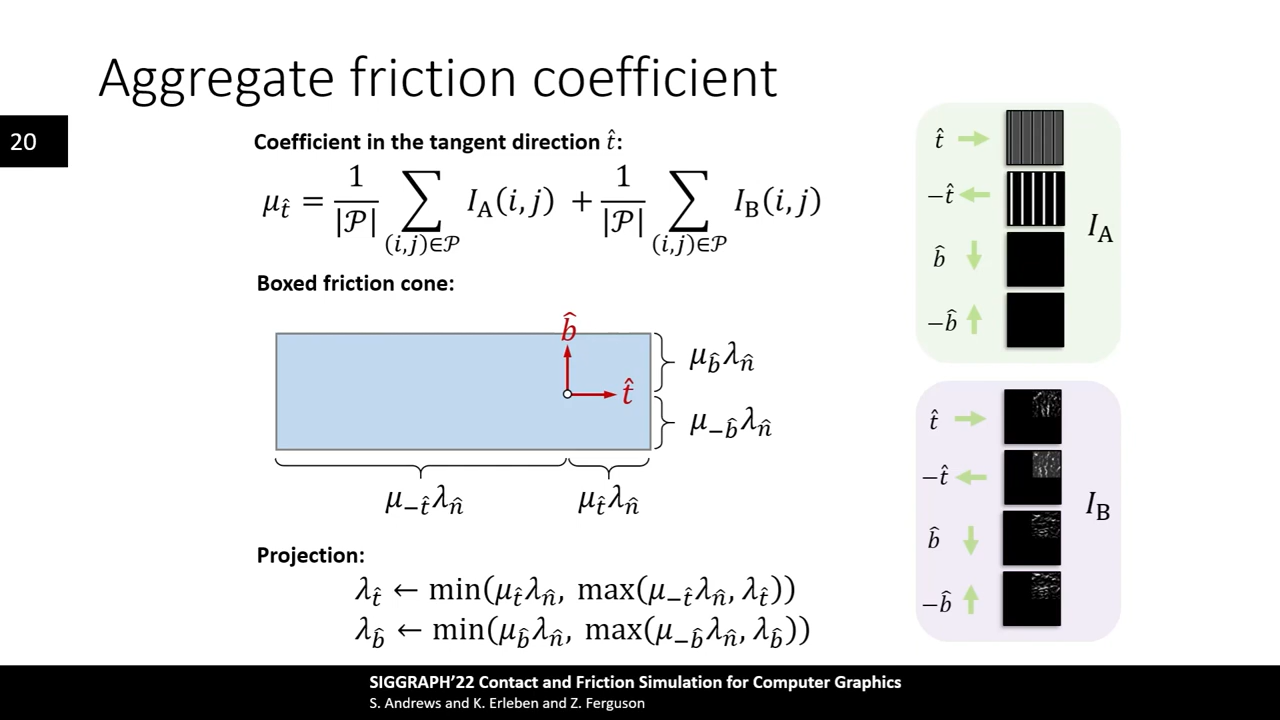 Aggregate friction coefficient
20
Coefficient in the tangent direction t̂:
μ_t̂ = 1/|𝒫| ∑_(i,j)∈𝒫 I_A(i,j) + 1/|𝒫| ∑_(i,j)∈𝒫 I_B(i,j)
Boxed friction cone:
b̂
t̂
μ_b̂ λ_n̂
μ_−b̂ λ_n̂
μ_−t̂ λ_n̂
μ_t̂ λ_n̂
Projection:
λ_t̂ ← min(μ_t̂ λ_n̂, max(μ_−t̂ λ_n̂, λ_t̂))
λ_b̂ ← min(μ_b̂ λ_n̂, max(μ_−b̂ λ_n̂, λ_b̂))
t̂
−t̂
b̂
−b̂
I_A
t̂
−t̂
b̂
−b̂
I_B
SIGGRAPH’22 Contact and Friction Simulation for Computer Graphics
S. Andrews and K. Erleben and Z. Ferguson